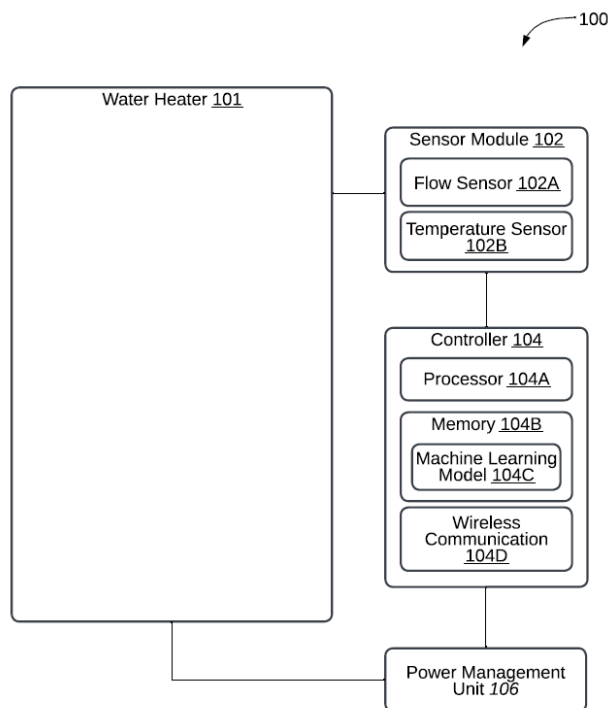 100
Water Heater 101
Sensor Module 102
Flow Sensor 102A
Temperature Sensor
102B
Controller 104
Processor 104A
Memory 104B
Machine Learning
Model 104C
Wireless
Communication
104D
Power Management
Unit 106